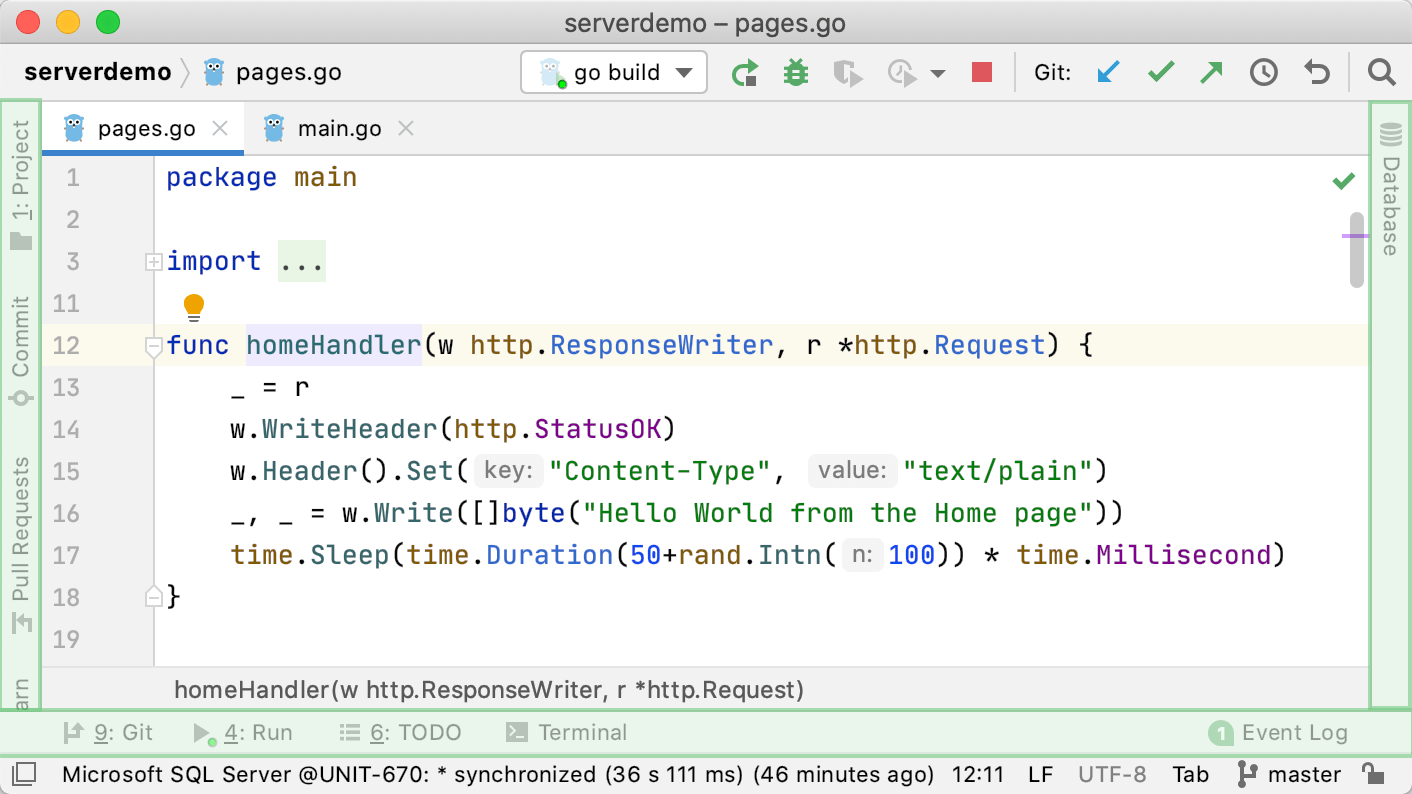 serverdemo – pages.go
serverdemo pages.go go build Git:
pages.go main.go
1: Project
Commit
Pull Requests
arn
Database
1 package main
2
3 import ...
11
12 func homeHandler(w http.ResponseWriter, r *http.Request) {
13 _ = r
14 w.WriteHeader(http.StatusOK)
15 w.Header().Set( key: "Content-Type", value: "text/plain")
16 _, _ = w.Write([]byte("Hello World from the Home page"))
17 time.Sleep(time.Duration(50+rand.Intn( n: 100)) * time.Millisecond)
18 }
19
homeHandler(w http.ResponseWriter, r *http.Request)
9: Git 4: Run 6: TODO Terminal 1 Event Log
Microsoft SQL Server @UNIT-670: * synchronized (36 s 111 ms) (46 minutes ago) 12:11 LF UTF-8 Tab master